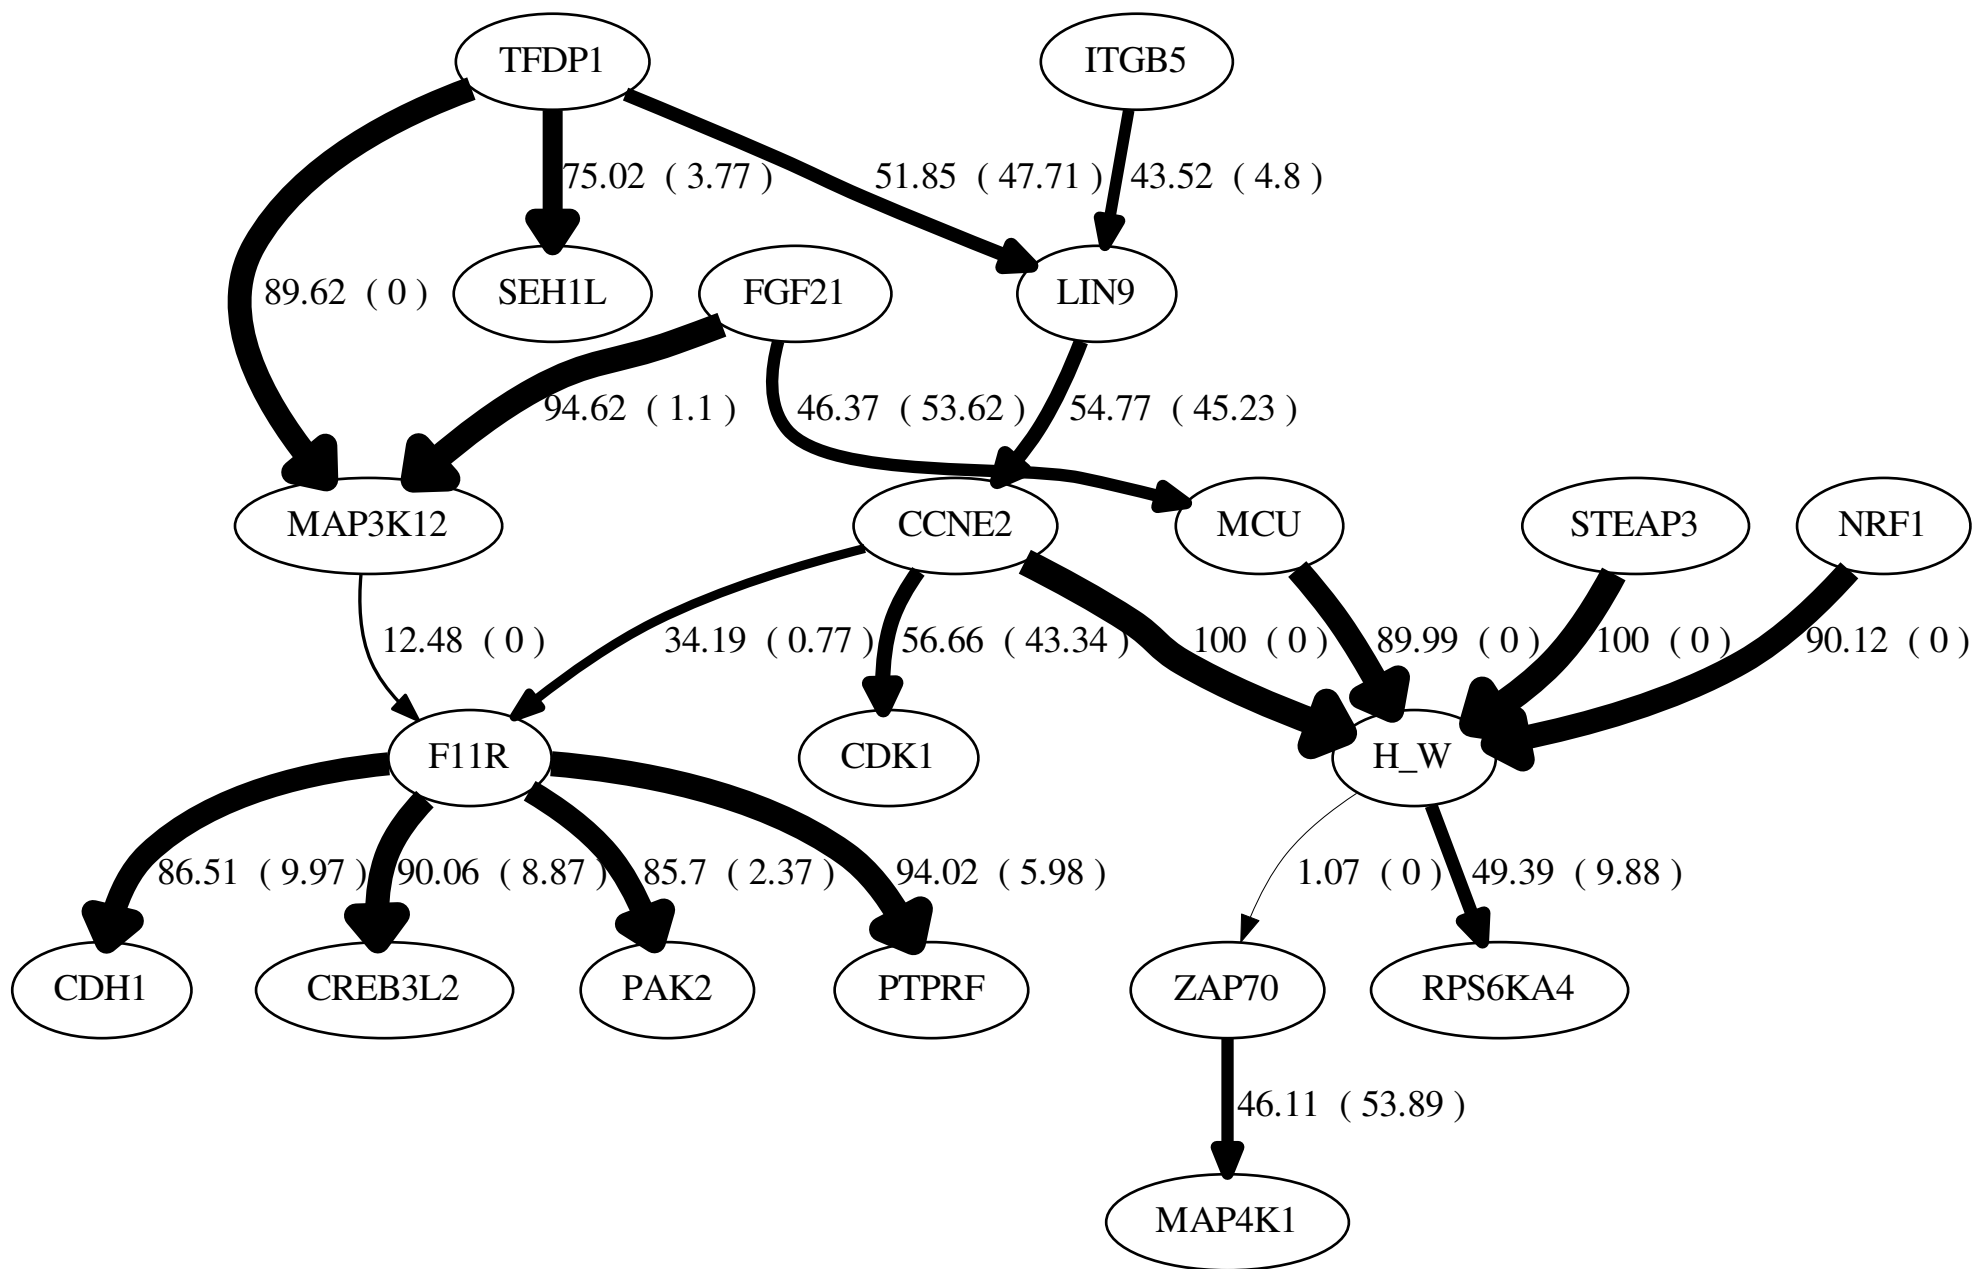 TFDP1
ITGB5
75.02 ( 3.77 )
51.85 ( 47.71 )
43.52 ( 4.8 )
89.62 ( 0 )
SEH1L
FGF21
LIN9
94.62 ( 1.1 )
46.37 ( 53.62 )
54.77 ( 45.23 )
MAP3K12
CCNE2
MCU
STEAP3
NRF1
12.48 ( 0 )
34.19 ( 0.77 )
56.66 ( 43.34 )
100 ( 0 )
89.99 ( 0 )
100 ( 0 )
90.12 ( 0 )
F11R
CDK1
H_W
86.51 ( 9.97 )
90.06 ( 8.87 )
85.7 ( 2.37 )
94.02 ( 5.98 )
1.07 ( 0 )
49.39 ( 9.88 )
CDH1
CREB3L2
PAK2
PTPRF
ZAP70
RPS6KA4
46.11 ( 53.89 )
MAP4K1